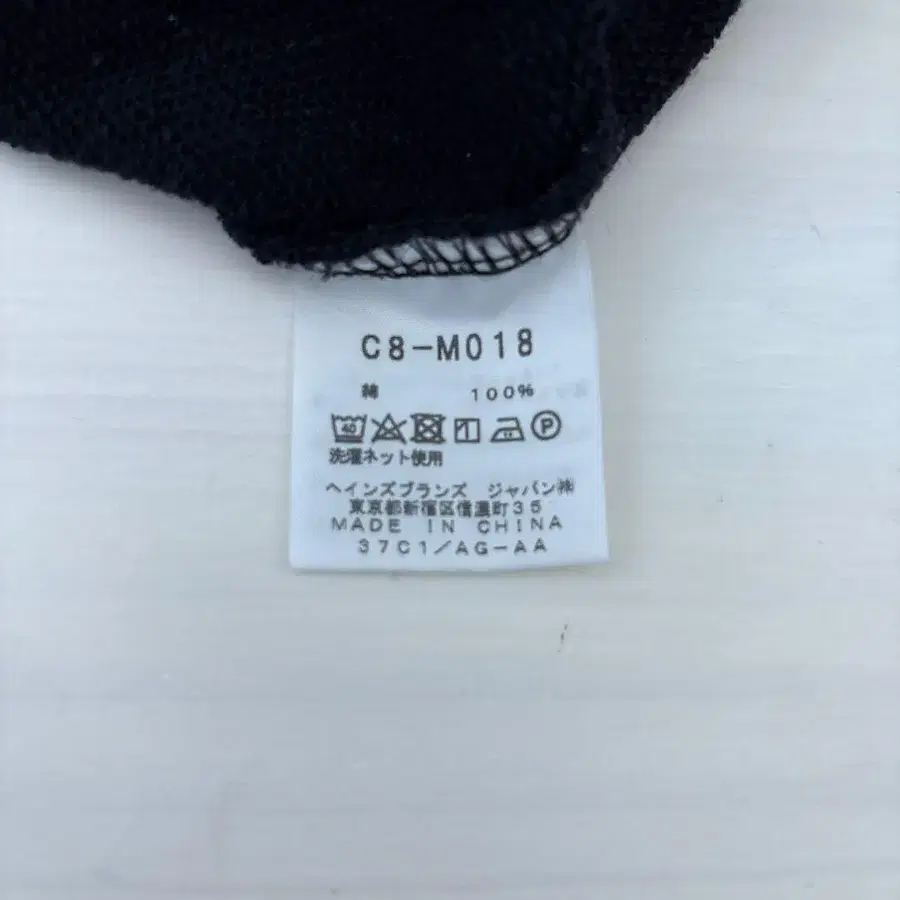 C8-M018
綿 100%
40 P
洗濯ネット使用
ヘインズブランズ ジャパン㈱
東京都新宿区信濃町35
MADE IN CHINA
37C1/AG-AA